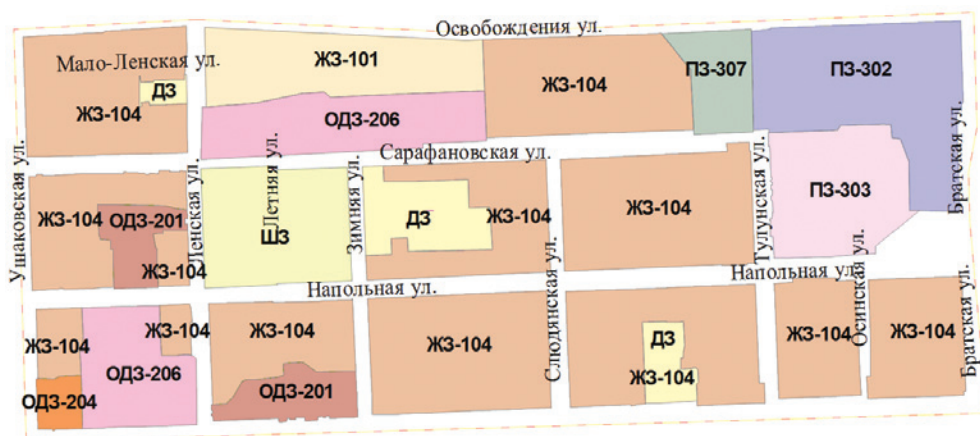 Освобождения ул.
Мало-Ленская ул.
ЖЗ-101
ДЗ
ЖЗ-104
ЖЗ-104
ПЗ-307
ПЗ-302
ОДЗ-206
Сарафановская ул.
Ушаковская ул.
Ленская ул.
Летняя ул.
Зимняя ул.
Тулунская ул.
Братская ул.
ЖЗ-104
ОДЗ-201
ЖЗ-104
ШЗ
ДЗ
ЖЗ-104
ЖЗ-104
ПЗ-303
Напольная ул.
Напольная ул.
Слюдянская ул.
Осинская ул.
Братская ул.
ЖЗ-104
ЖЗ-104
ОДЗ-206
ОДЗ-204
ЖЗ-104
ОДЗ-201
ЖЗ-104
ДЗ
ЖЗ-104
ЖЗ-104
ЖЗ-104